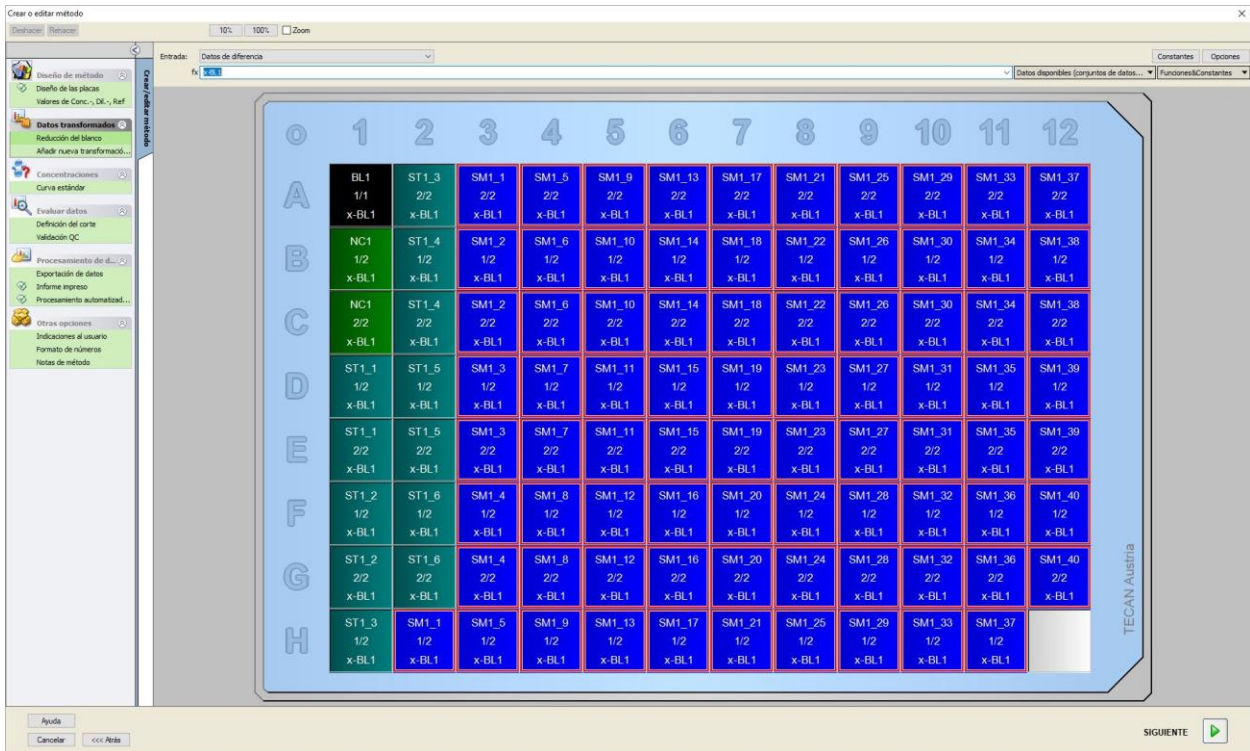 Crear o editar método
Deshacer Rehacer 10% 100% Zoom
Entrada: Datos de diferencia Constantes Opciones
fx x-BL1 Datos disponibles (conjuntos de datos... Funciones&Constantes
Crear/editar método
Diseño de método
Diseño de las placas
Valores de Conc.-, Dil.-, Ref
Datos transformados
Reducción del blanco
Añadir nueva transformació...
Concentraciones
Curva estándar
Evaluar datos
Definición del corte
Validación QC
Procesamiento de d...
Exportación de datos
Informe impreso
Procesamiento automatizad...
Otras opciones
Indicaciones al usuario
Formato de números
Notas de método
1 2 3 4 5 6 7 8 9 10 11 12
A
BL1 ST1_3 SM1_1 SM1_5 SM1_9 SM1_13 SM1_17 SM1_21 SM1_25 SM1_29 SM1_33 SM1_37
1/1 2/2 2/2 2/2 2/2 2/2 2/2 2/2 2/2 2/2 2/2 2/2
x-BL1 x-BL1 x-BL1 x-BL1 x-BL1 x-BL1 x-BL1 x-BL1 x-BL1 x-BL1 x-BL1 x-BL1
B
NC1 ST1_4 SM1_2 SM1_6 SM1_10 SM1_14 SM1_18 SM1_22 SM1_26 SM1_30 SM1_34 SM1_38
1/2 1/2 1/2 1/2 1/2 1/2 1/2 1/2 1/2 1/2 1/2 1/2
x-BL1 x-BL1 x-BL1 x-BL1 x-BL1 x-BL1 x-BL1 x-BL1 x-BL1 x-BL1 x-BL1 x-BL1
C
NC1 ST1_4 SM1_2 SM1_6 SM1_10 SM1_14 SM1_18 SM1_22 SM1_26 SM1_30 SM1_34 SM1_38
2/2 2/2 2/2 2/2 2/2 2/2 2/2 2/2 2/2 2/2 2/2 2/2
x-BL1 x-BL1 x-BL1 x-BL1 x-BL1 x-BL1 x-BL1 x-BL1 x-BL1 x-BL1 x-BL1 x-BL1
D
ST1_1 ST1_5 SM1_3 SM1_7 SM1_11 SM1_15 SM1_19 SM1_23 SM1_27 SM1_31 SM1_35 SM1_39
1/2 1/2 1/2 1/2 1/2 1/2 1/2 1/2 1/2 1/2 1/2 1/2
x-BL1 x-BL1 x-BL1 x-BL1 x-BL1 x-BL1 x-BL1 x-BL1 x-BL1 x-BL1 x-BL1 x-BL1
E
ST1_1 ST1_5 SM1_3 SM1_7 SM1_11 SM1_15 SM1_19 SM1_23 SM1_27 SM1_31 SM1_35 SM1_39
2/2 2/2 2/2 2/2 2/2 2/2 2/2 2/2 2/2 2/2 2/2 2/2
x-BL1 x-BL1 x-BL1 x-BL1 x-BL1 x-BL1 x-BL1 x-BL1 x-BL1 x-BL1 x-BL1 x-BL1
F
ST1_2 ST1_6 SM1_4 SM1_8 SM1_12 SM1_16 SM1_20 SM1_24 SM1_28 SM1_32 SM1_36 SM1_40
1/2 1/2 1/2 1/2 1/2 1/2 1/2 1/2 1/2 1/2 1/2 1/2
x-BL1 x-BL1 x-BL1 x-BL1 x-BL1 x-BL1 x-BL1 x-BL1 x-BL1 x-BL1 x-BL1 x-BL1
G
ST1_2 ST1_6 SM1_4 SM1_8 SM1_12 SM1_16 SM1_20 SM1_24 SM1_28 SM1_32 SM1_36 SM1_40
2/2 2/2 2/2 2/2 2/2 2/2 2/2 2/2 2/2 2/2 2/2 2/2
x-BL1 x-BL1 x-BL1 x-BL1 x-BL1 x-BL1 x-BL1 x-BL1 x-BL1 x-BL1 x-BL1 x-BL1
H
ST1_3 SM1_1 SM1_5 SM1_9 SM1_13 SM1_17 SM1_21 SM1_25 SM1_29 SM1_33 SM1_37
1/2 1/2 1/2 1/2 1/2 1/2 1/2 1/2 1/2 1/2 1/2
x-BL1 x-BL1 x-BL1 x-BL1 x-BL1 x-BL1 x-BL1 x-BL1 x-BL1 x-BL1 x-BL1
TECAN Austria
Ayuda
Cancelar <<< Atrás
SIGUIENTE